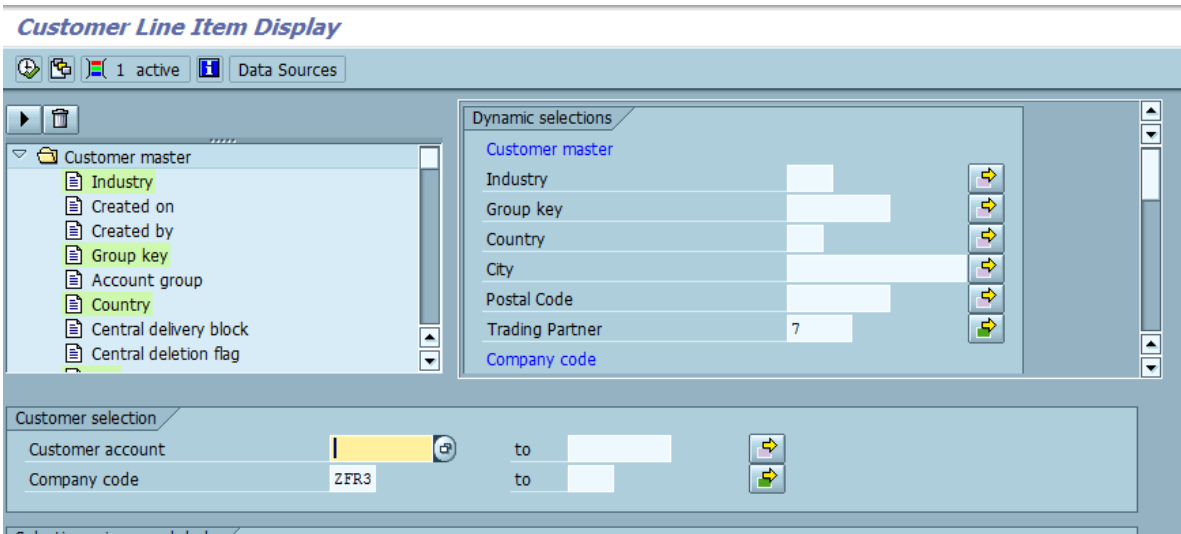 Customer Line Item Display
1 active Data Sources
Customer master
Industry
Created on
Created by
Group key
Account group
Country
Central delivery block
Central deletion flag
Dynamic selections
Customer master
Industry
Group key
Country
City
Postal Code
Trading Partner 7
Company code
Customer selection
Customer account to
Company code ZFR3 to